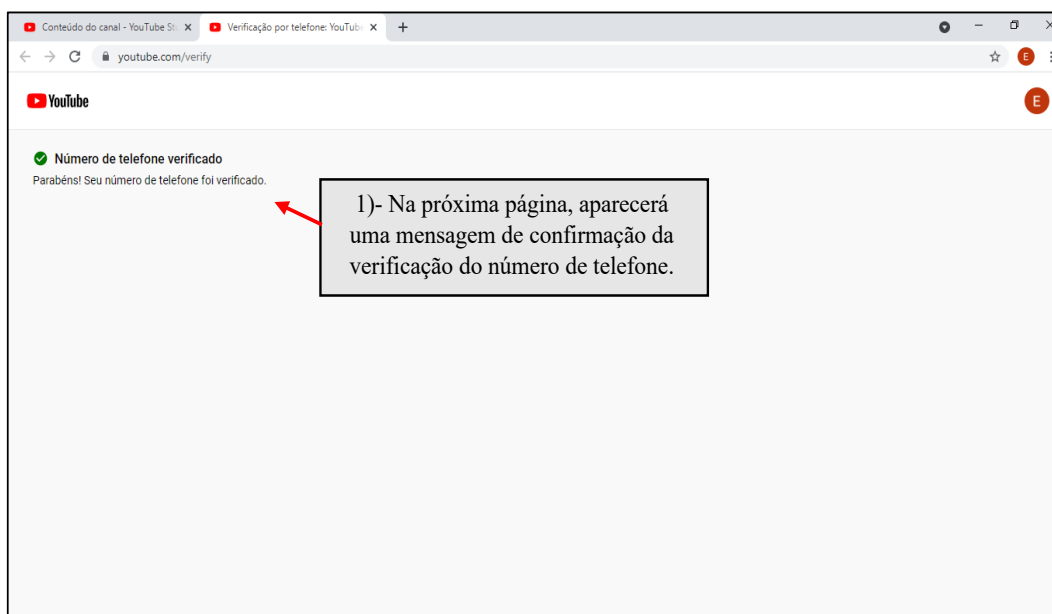 Conteúdo do canal - YouTube St
Verificação por telefone: YouTub
youtube.com/verify
E
YouTube
E
Número de telefone verificado
Parabéns! Seu número de telefone foi verificado.
1)- Na próxima página, aparecerá
uma mensagem de confirmação da
verificação do número de telefone.